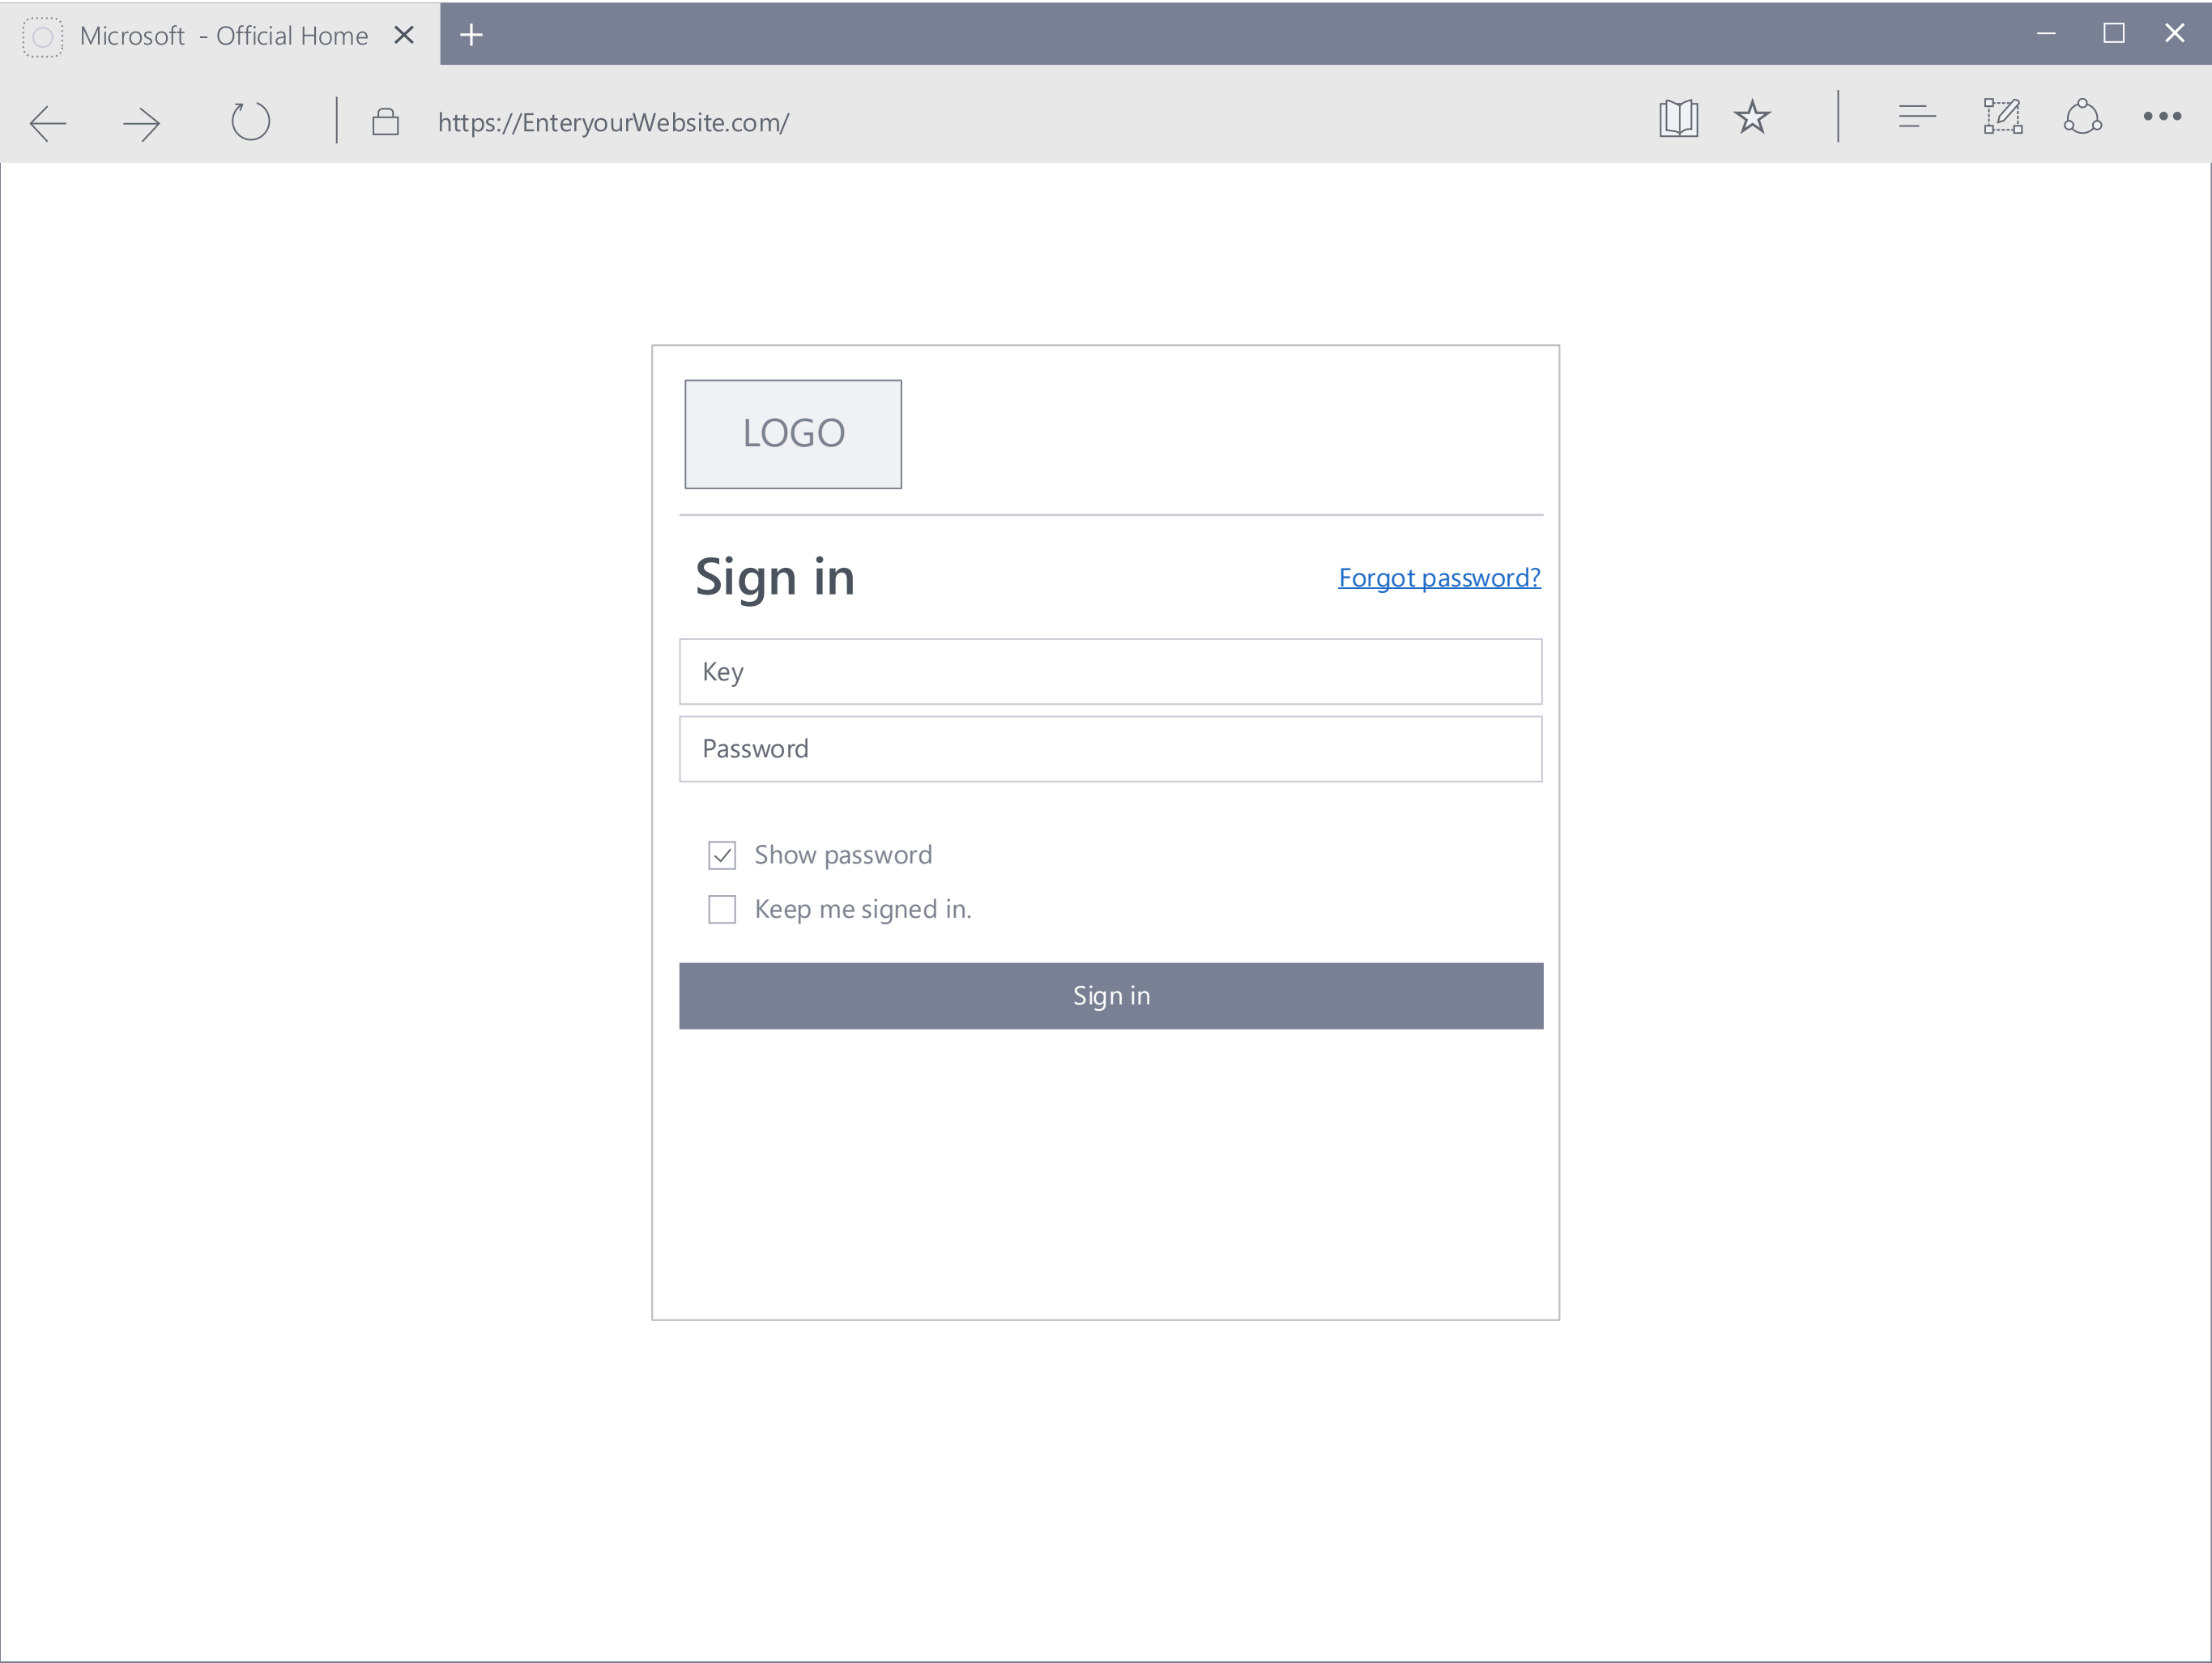 Microsoft  - Official Home
https://EnteryourWebsite.com/
LOGO
Sign in
Forgot password?
Key
Password
Show password
Keep me signed in.
Sign in